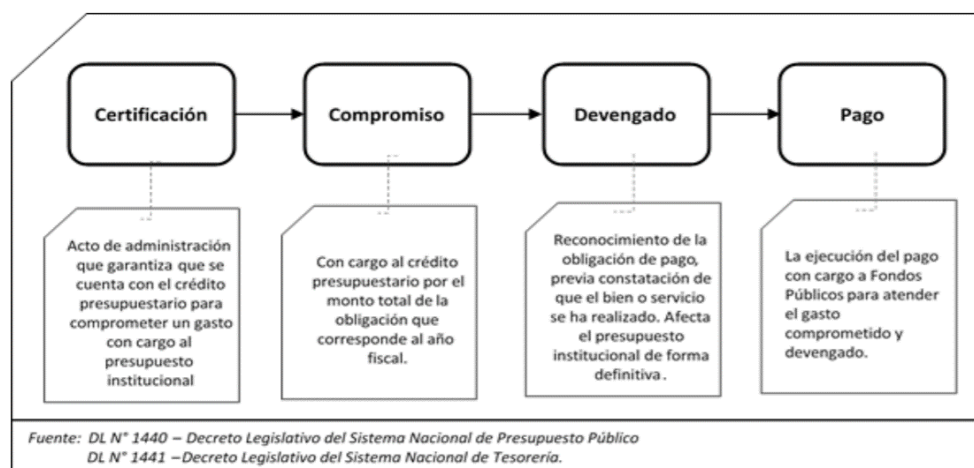 Certificación
Compromiso
Devengado
Pago
Acto de administración
que garantiza que se
cuenta con el crédito
presupuestario para
comprometer un gasto
con cargo al
presupuesto
institucional
Con cargo al crédito
presupuestario por el
monto total de la
obligación que
corresponde al año
fiscal.
Reconocimiento de la
obligación de pago,
previa constatación de
que el bien o servicio
se ha realizado. Afecta
el presupuesto
institucional de forma
definitiva.
La ejecución del pago
con cargo a Fondos
Públicos para atender
el gasto
comprometido y
devengado.
Fuente: DL N° 1440 – Decreto Legislativo del Sistema Nacional de Presupuesto Público
DL N° 1441 –Decreto Legislativo del Sistema Nacional de Tesorería.